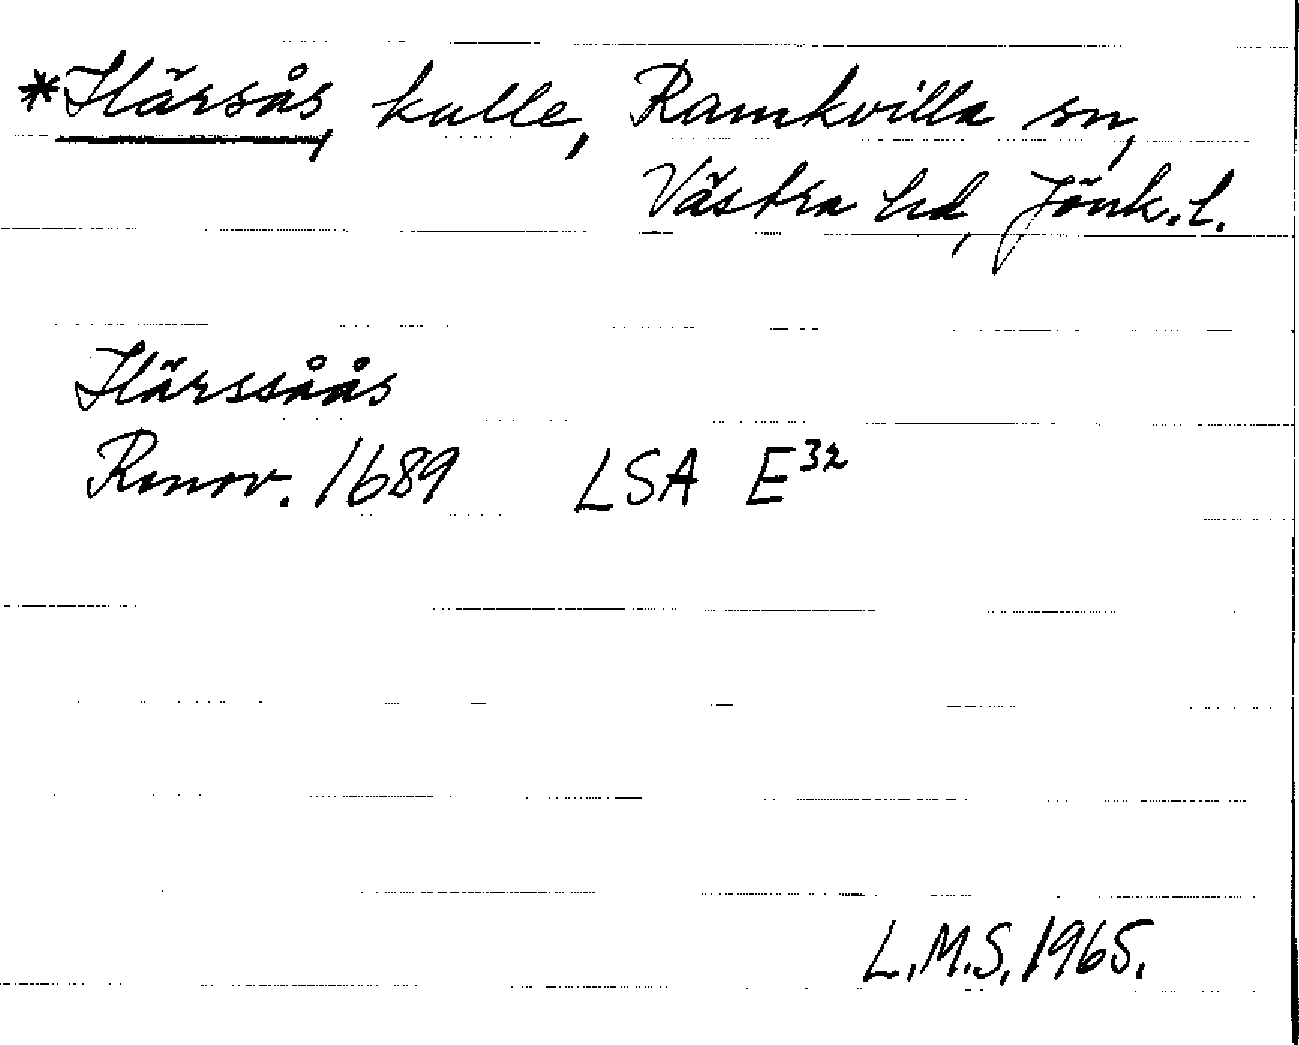 *Härsås, kulle, Ramkvilla sn,
Västra hd, Jönk.l.
Härssåås
Renov. 1689 LSA E32
L.M.S. 1965.